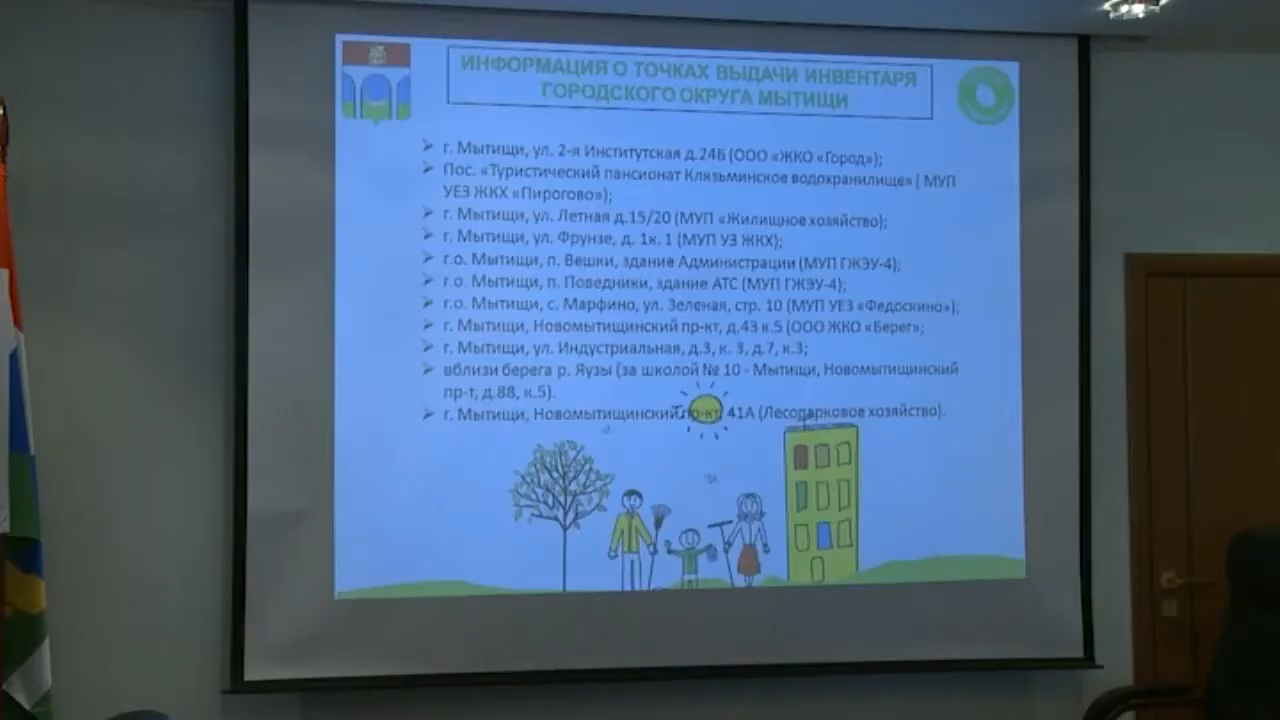 ИНФОРМАЦИЯ О ТОЧКАХ ВЫДАЧИ ИНВЕНТАРЯ
ГОРОДСКОГО ОКРУГА МЫТИЩИ
г. Мытищи, ул. 2-я Институтская д.24Б (ООО «ЖКО «Город»);
Пос. «Туристический пансионат Клязьминское водохранилище» ( МУП
УЕЗ ЖКХ «Пирогово»);
г. Мытищи, ул. Летная д.15/20 (МУП «Жилищное хозяйство);
г. Мытищи, ул. Фрунзе, д. 1к. 1 (МУП УЗ ЖКХ);
г.о. Мытищи, п. Вешки, здание Администрации (МУП ГЖЭУ-4);
г.о. Мытищи, п. Поведники, здание АТС (МУП ГЖЭУ-4);
г.о. Мытищи, с. Марфино, ул. Зеленая, стр. 10 (МУП УЕЗ «Федоскино»);
г. Мытищи, Новомытищинский пр-кт, д.43 к.5 (ООО ЖКО «Берег»;
г. Мытищи, ул. Индустриальная, д.3, к. 3, д.7, к.3;
вблизи берега р. Яузы (за школой № 10 - Мытищи, Новомытищинский
пр-т, д.88, к.5).
г. Мытищи, Новомытищинский пр-кт, 41А (Лесопарковое хозяйство).